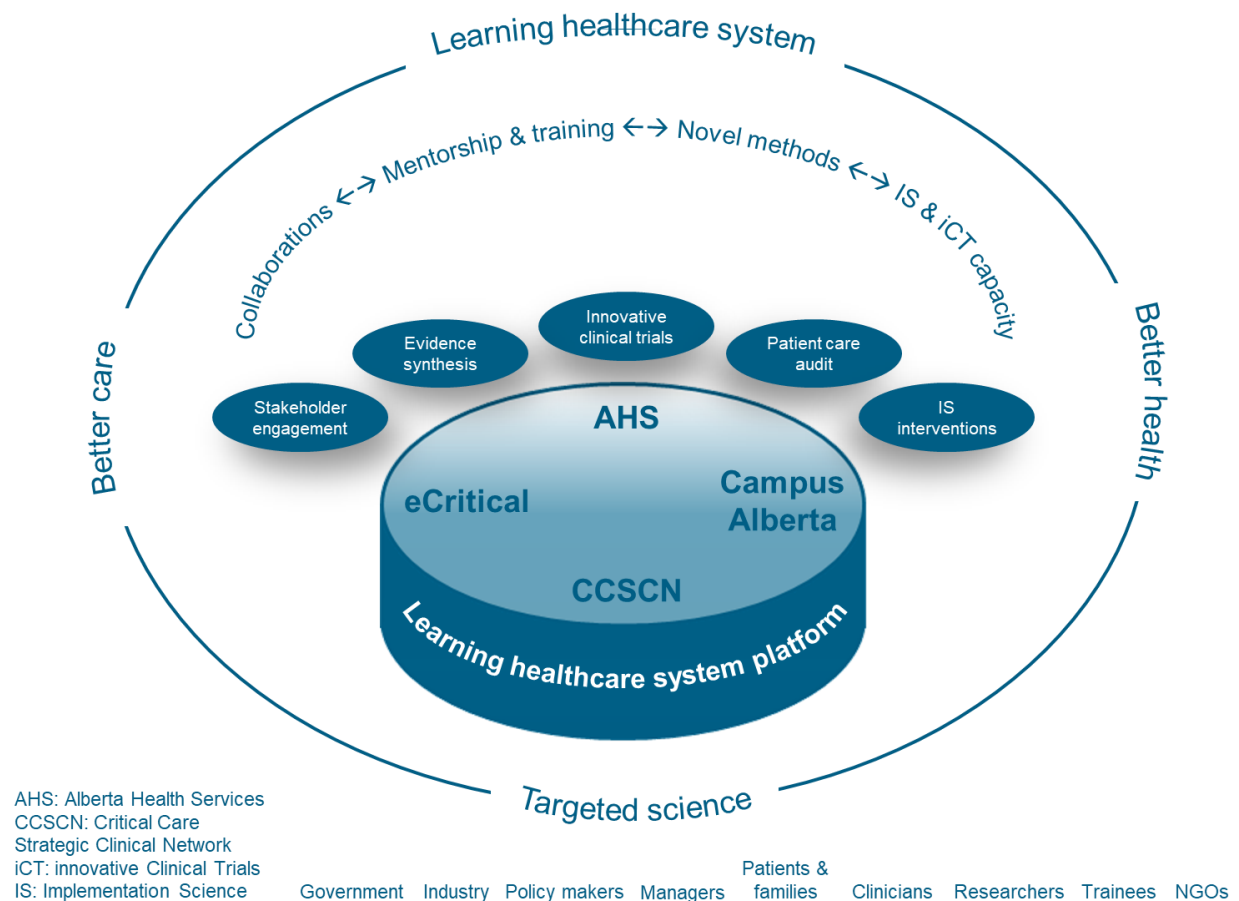 Learning healthcare system
Collaborations ←→ Mentorship & training ←→ Novel methods ←→ IS & iCT capacity
Better care
Better health
Stakeholder
engagement
Evidence
synthesis
Innovative
clinical trials
Patient care
audit
IS
interventions
AHS
eCritical
Campus
Alberta
CCSCN
Learning healthcare system platform
Targeted science
AHS: Alberta Health Services
CCSCN: Critical Care
Strategic Clinical Network
iCT: innovative Clinical Trials
IS: Implementation Science
Government
Industry
Policy makers
Managers
Patients &
families
Clinicians
Researchers
Trainees
NGOs